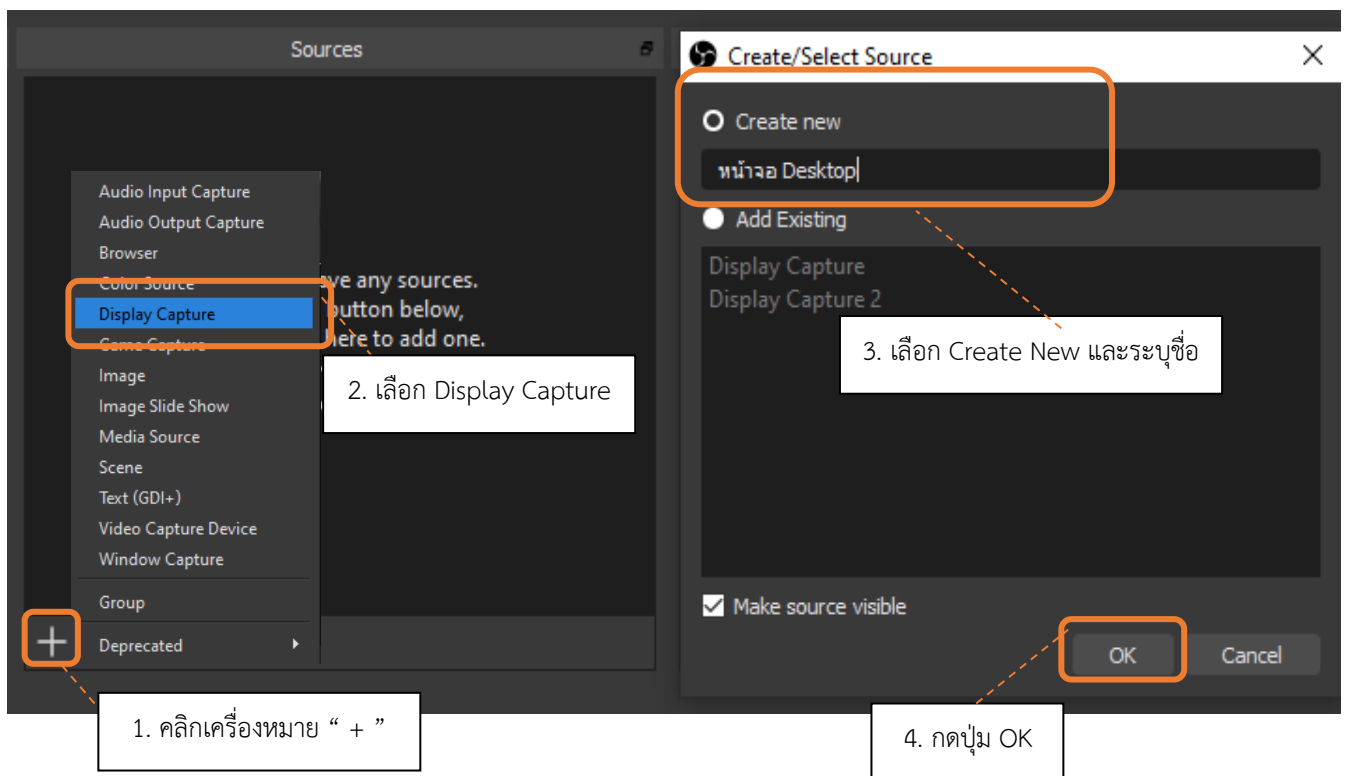 Sources
Audio Input Capture
Audio Output Capture
Browser
Color Source
Display Capture
Game Capture
Image
Image Slide Show
Media Source
Scene
Text (GDI+)
Video Capture Device
Window Capture
Group
Deprecated
any sources.
button below,
here to add one.
2. เลือก Display Capture
1. คลิกเครื่องหมาย “ + ”
Create/Select Source
Create new
หน้าจอ Desktop
Add Existing
Display Capture
Display Capture 2
3. เลือก Create New และระบุชื่อ
Make source visible
OK Cancel
4. กดปุ่ม OK